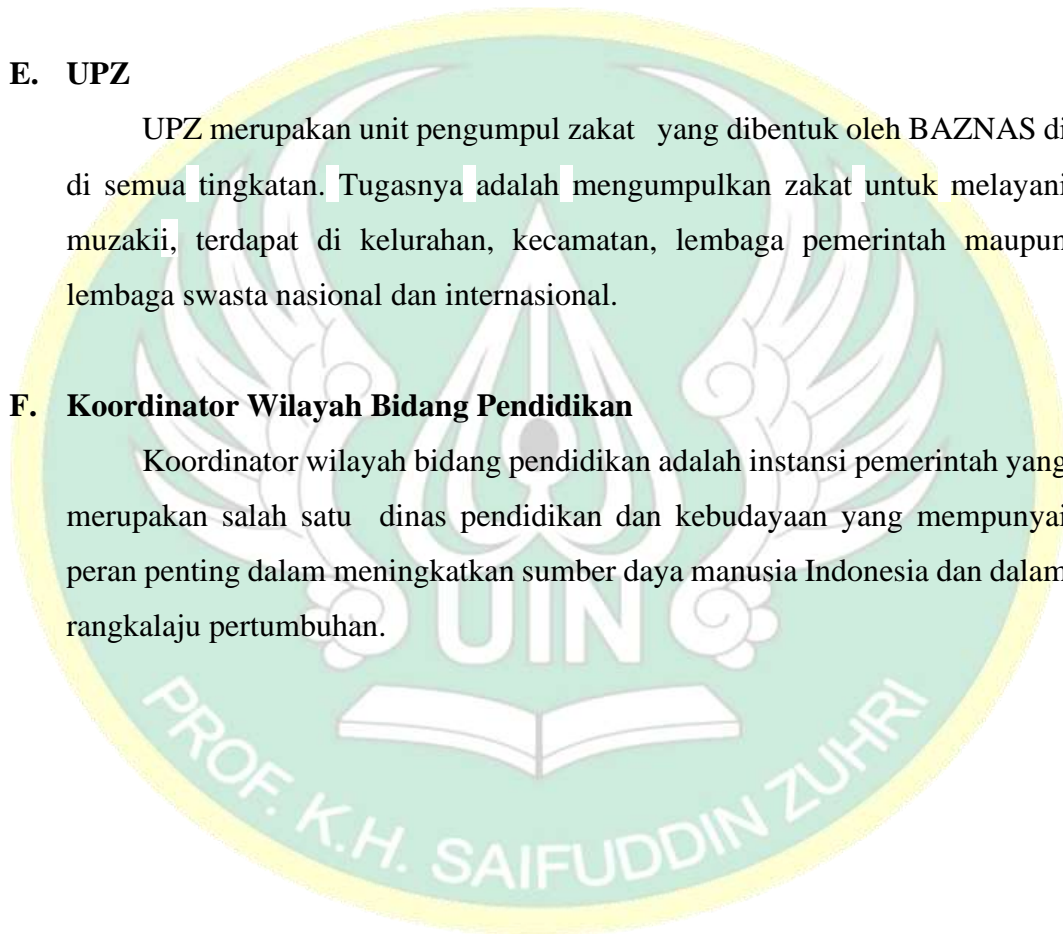 E. UPZ
UPZ merupakan unit pengumpul zakat yang dibentuk oleh BAZNAS di
di semua tingkatan. Tugasnya adalah mengumpulkan zakat untuk melayani
muzakii, terdapat di kelurahan, kecamatan, lembaga pemerintah maupun
lembaga swasta nasional dan internasional.
F. Koordinator Wilayah Bidang Pendidikan
Koordinator wilayah bidang pendidikan adalah instansi pemerintah yang
merupakan salah satu dinas pendidikan dan kebudayaan yang mempunyai
peran penting dalam meningkatkan sumber daya manusia Indonesia dan dalam
rangkalaju pertumbuhan.
UIN
PROF. K.H. SAIFUDDIN ZUHRI